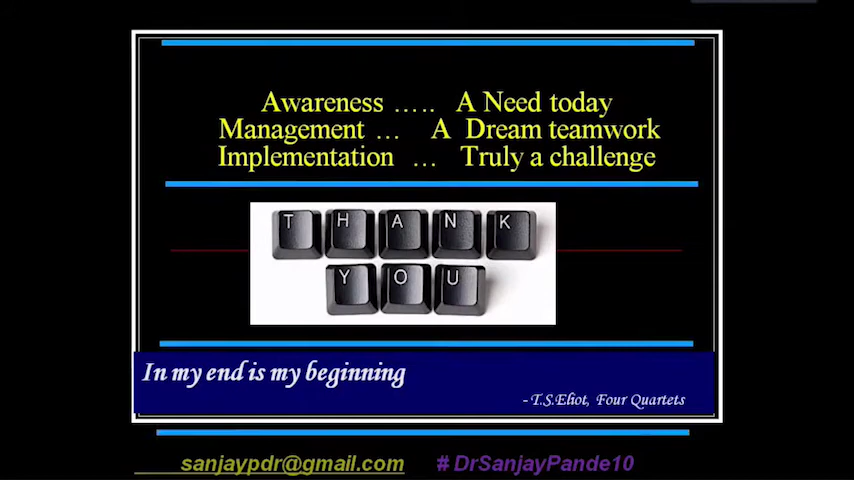 Awareness ….. A Need today
Management … A Dream teamwork
Implementation … Truly a challenge
T H A N K
Y O U
In my end is my beginning
- T.S.Eliot, Four Quartets
sanjaypdr@gmail.com # DrSanjayPande10